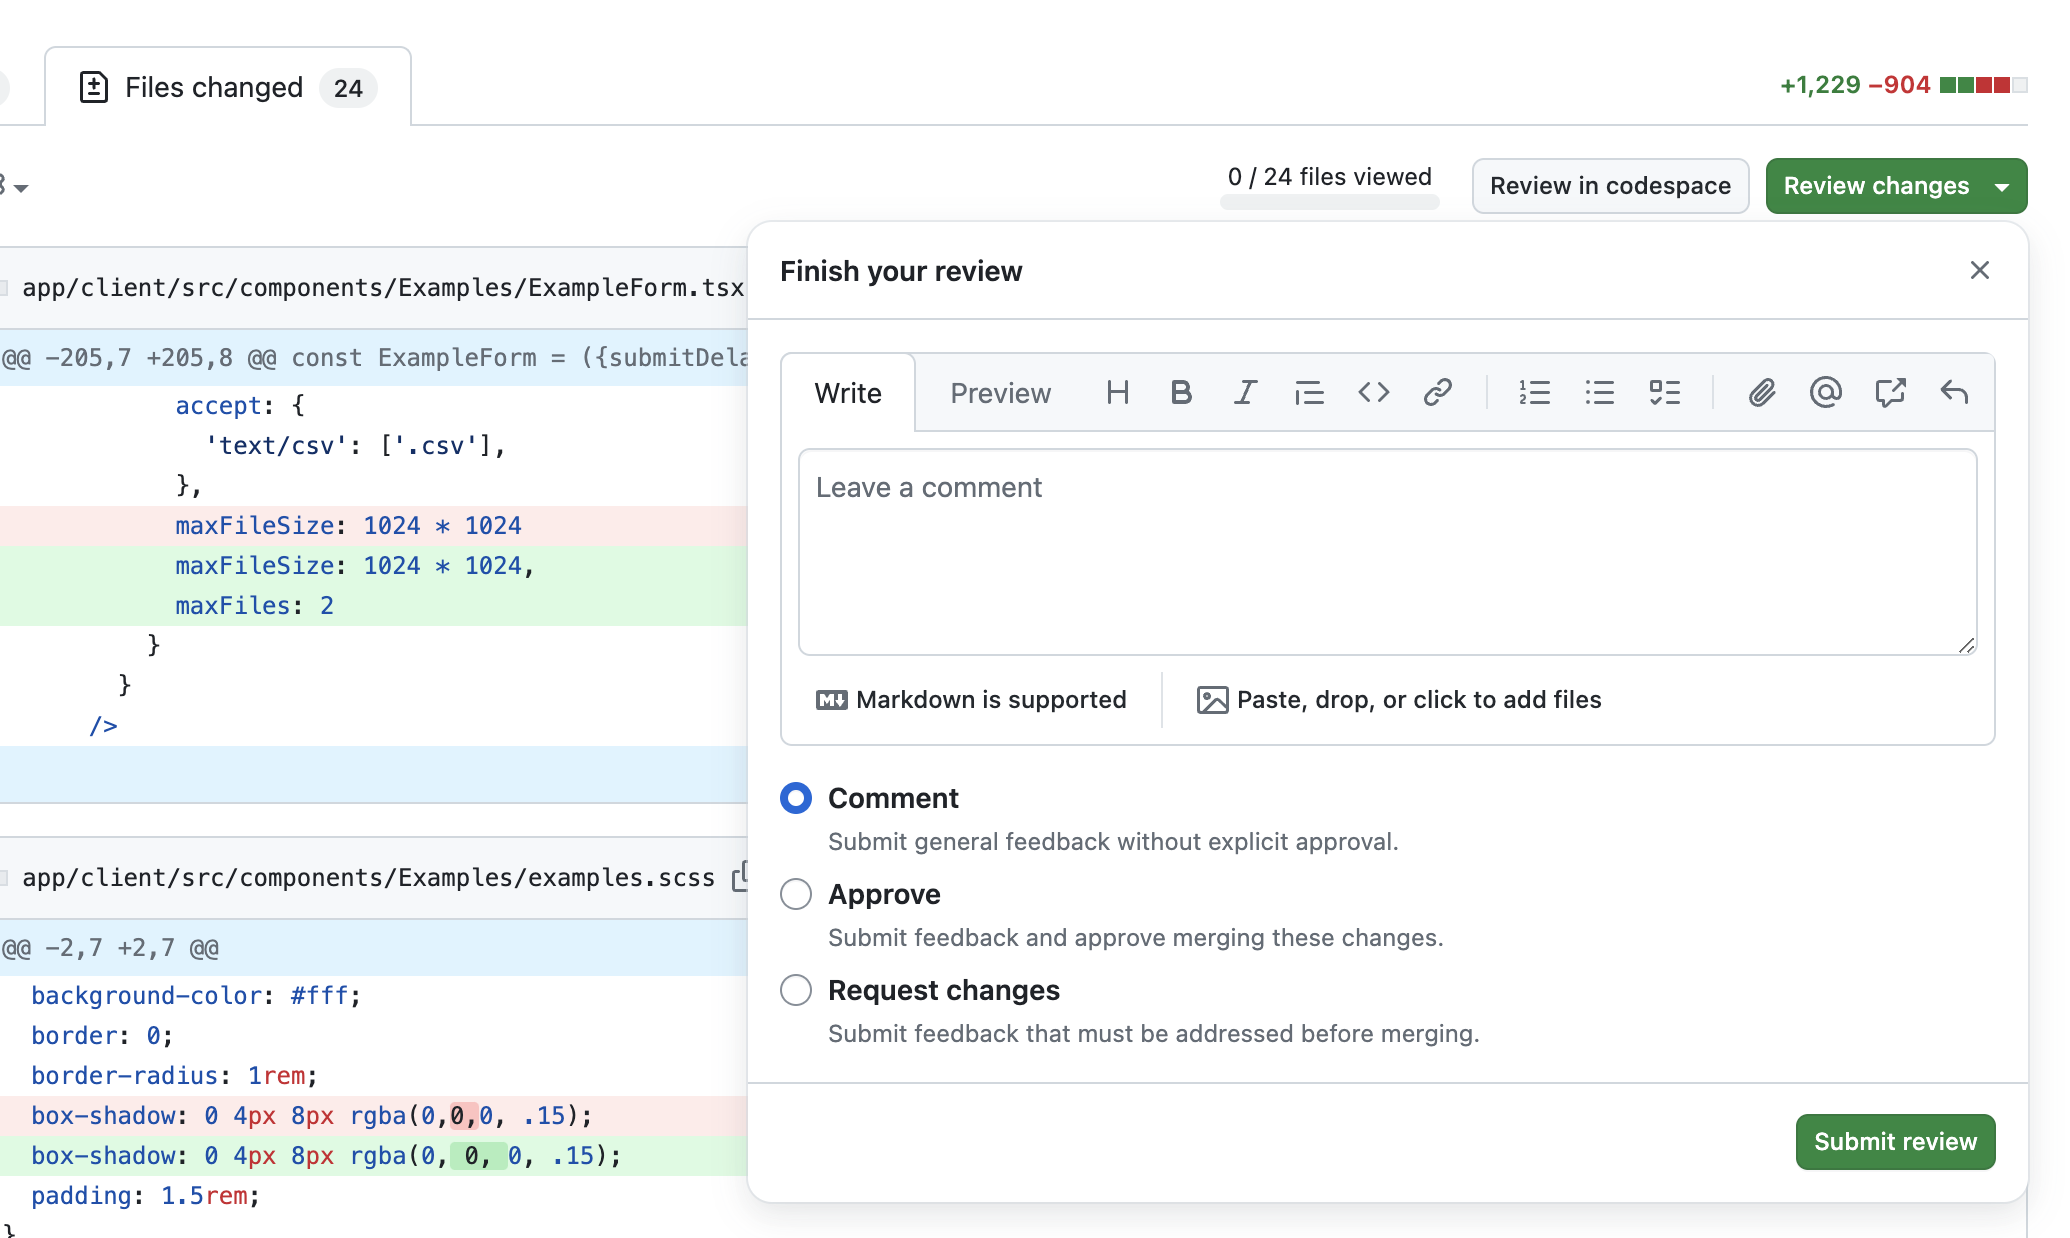 Files changed 24
+1,229 −904
0 / 24 files viewed
Review in codespace
Review changes
app/client/src/components/Examples/ExampleForm.tsx
@@ -205,7 +205,8 @@ const ExampleForm = ({submitDela
accept: {
'text/csv': ['.csv'],
},
maxFileSize: 1024 * 1024
maxFileSize: 1024 * 1024,
maxFiles: 2
}
}
/>
app/client/src/components/Examples/examples.scss
@@ -2,7 +2,7 @@
background-color: #fff;
border: 0;
border-radius: 1rem;
box-shadow: 0 4px 8px rgba(0,0,0, .15);
box-shadow: 0 4px 8px rgba(0, 0, 0, .15);
padding: 1.5rem;
}
Finish your review
Write
Preview
Leave a comment
Markdown is supported
Paste, drop, or click to add files
Comment
Submit general feedback without explicit approval.
Approve
Submit feedback and approve merging these changes.
Request changes
Submit feedback that must be addressed before merging.
Submit review